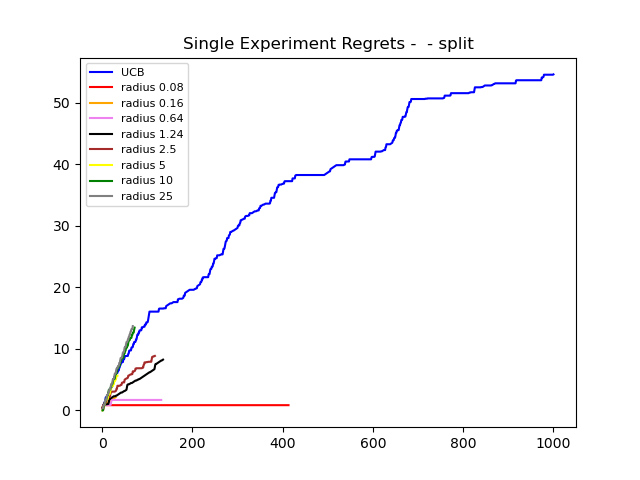 Single Experiment Regrets -  - split
UCB
radius 0.08
radius 0.16
radius 0.64
radius 1.24
radius 2.5
radius 5
radius 10
radius 25
50
40
30
20
10
0
0 200 400 600 800 1000